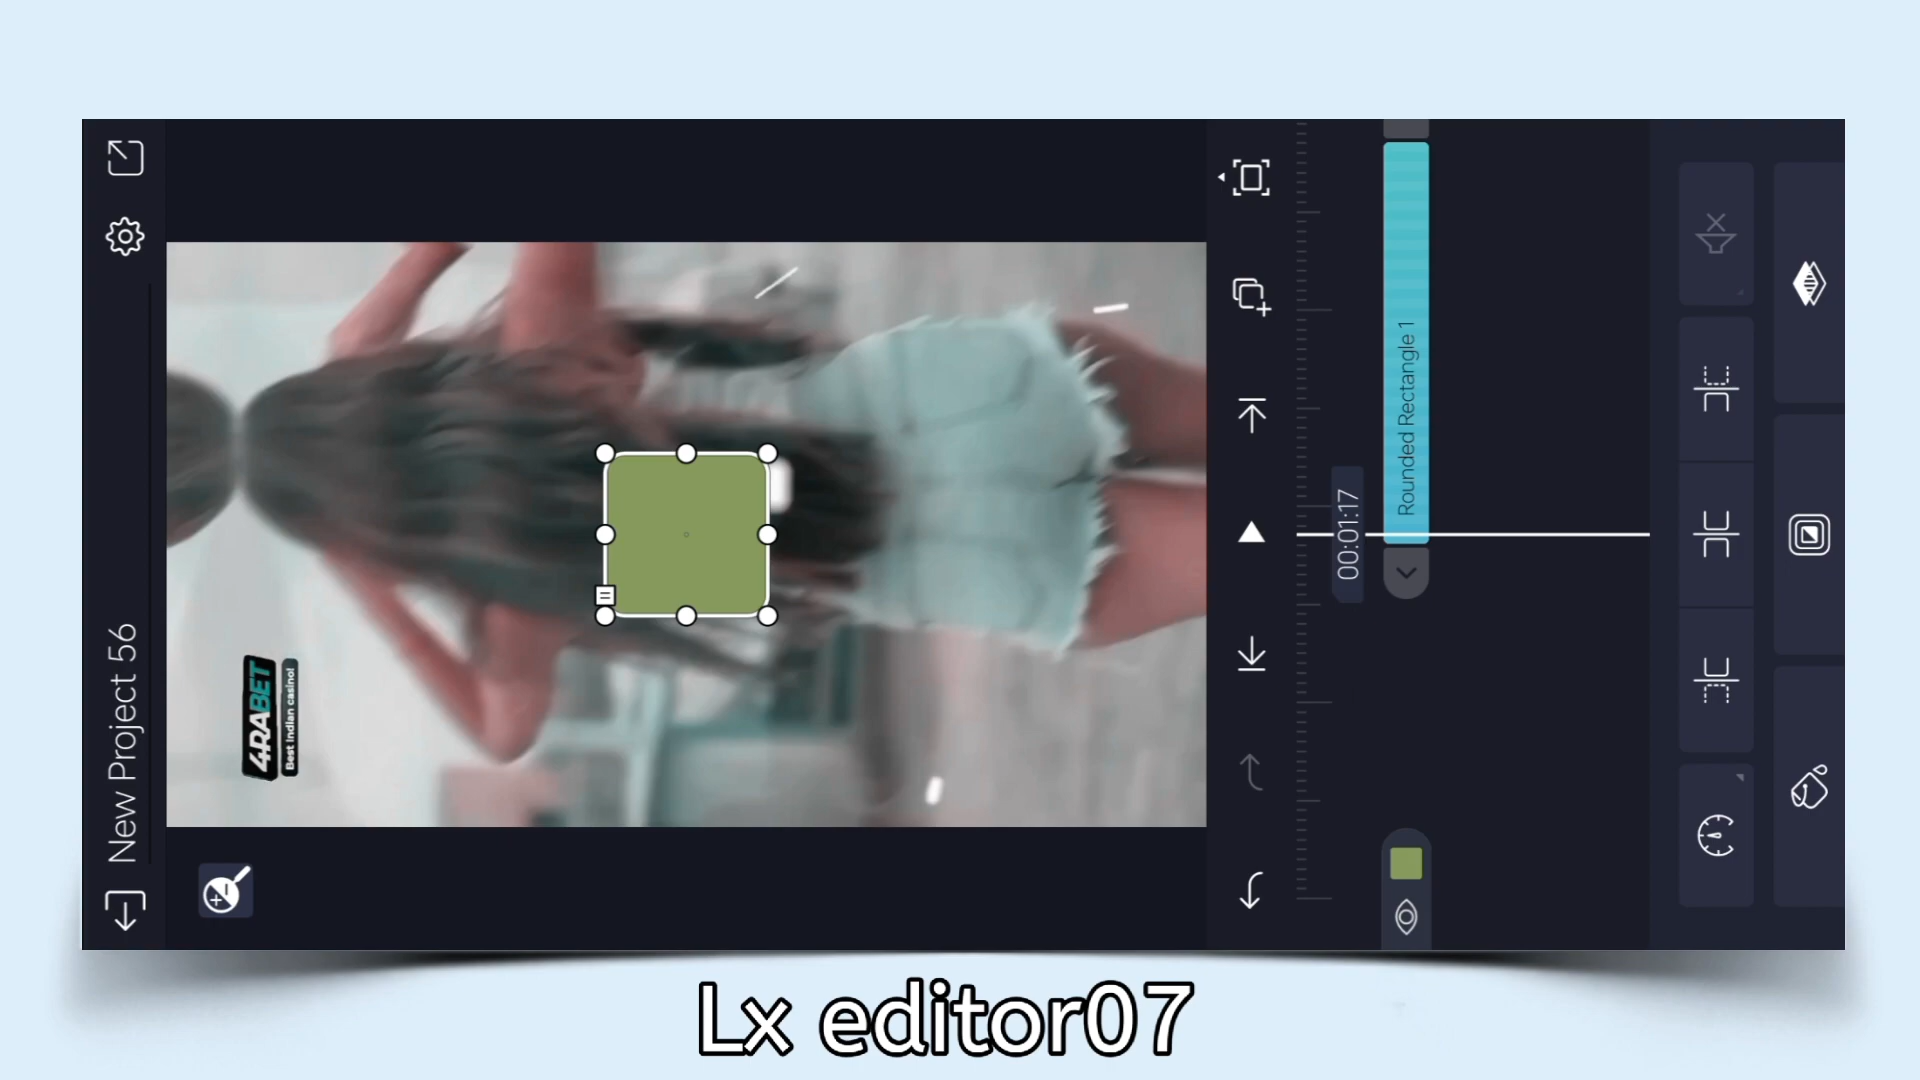 New Project 56
4RABET
Best Indian casino!
00:01:17
Rounded Rectangle 1
Lx editor07